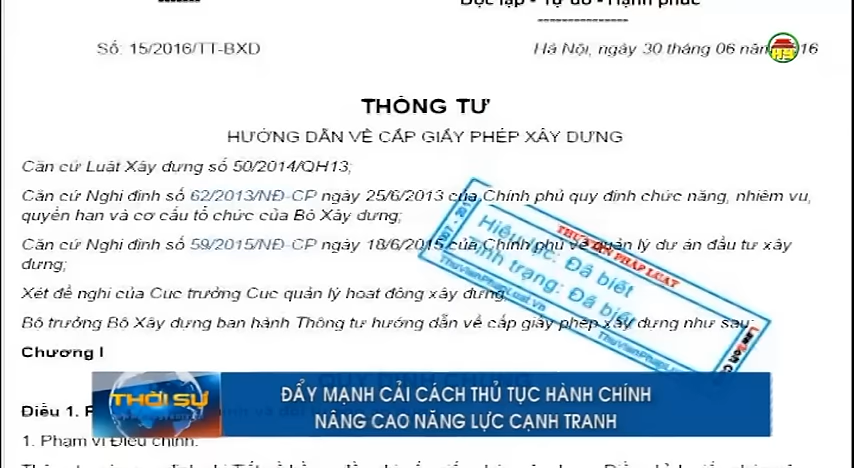 Độc lập - Tự do - Hạnh phúc
Số: 15/2016/TT-BXD
Hà Nội, ngày 30 tháng 06 năm 2016
THÔNG TƯ
HƯỚNG DẪN VỀ CẤP GIẤY PHÉP XÂY DỰNG
Căn cứ Luật Xây dựng số 50/2014/QH13;
Căn cứ Nghị định số 62/2013/NĐ-CP ngày 25/6/2013 của Chính phủ quy định chức năng, nhiệm vụ,
quyền hạn và cơ cấu tổ chức của Bộ Xây dựng;
Căn cứ Nghị định số 59/2015/NĐ-CP ngày 18/6/2015 của Chính phủ về quản lý dự án đầu tư xây
dựng;
Xét đề nghị của Cục trưởng Cục quản lý hoạt động xây dựng,
Bộ trưởng Bộ Xây dựng ban hành Thông tư hướng dẫn về cấp giấy phép xây dựng như sau:
THƯ VIỆN PHÁP LUẬT
Hiệu lực: Đã biết
Tình trạng: Đã biết
ThuVienPhapLuat.vn
Chương I
THỜI SỰ
ĐẨY MẠNH CẢI CÁCH THỦ TỤC HÀNH CHÍNH
NÂNG CAO NĂNG LỰC CẠNH TRANH
Điều 1.
1. Phạm vi Điều chỉnh: